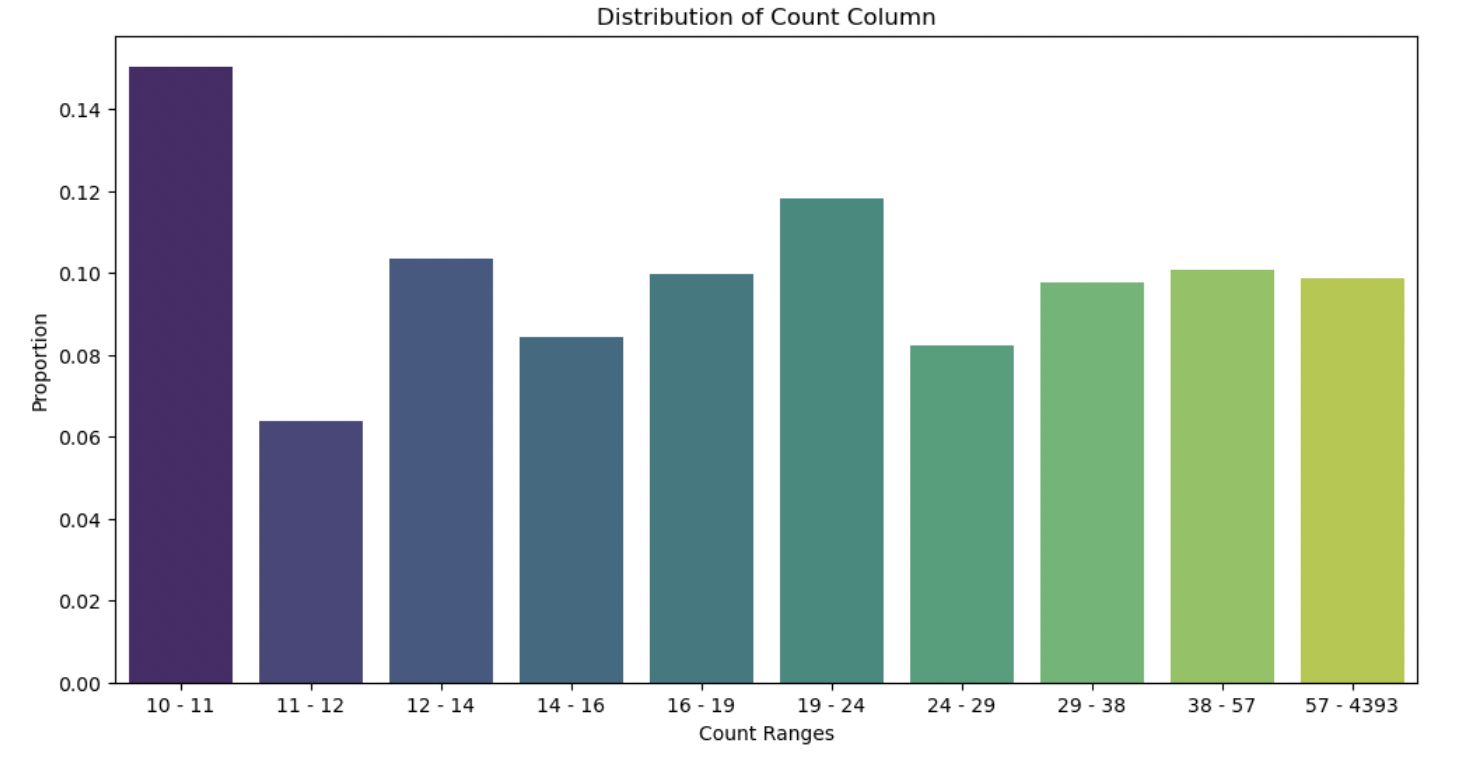 Distribution of Count Column
0.14
0.12
0.10
0.08
0.06
0.04
0.02
0.00
Proportion
10 - 11 11 - 12 12 - 14 14 - 16 16 - 19 19 - 24 24 - 29 29 - 38 38 - 57 57 - 4393
Count Ranges